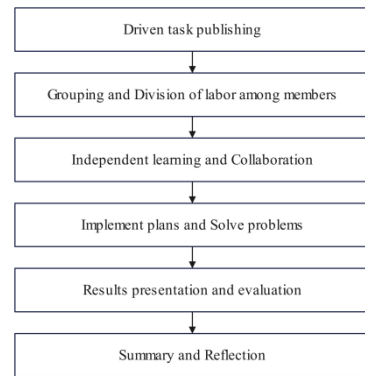 Driven task publishing
Grouping and Division of labor among members
Independent learning and Collaboration
Implement plans and Solve problems
Results presentation and evaluation
Summary and Reflection